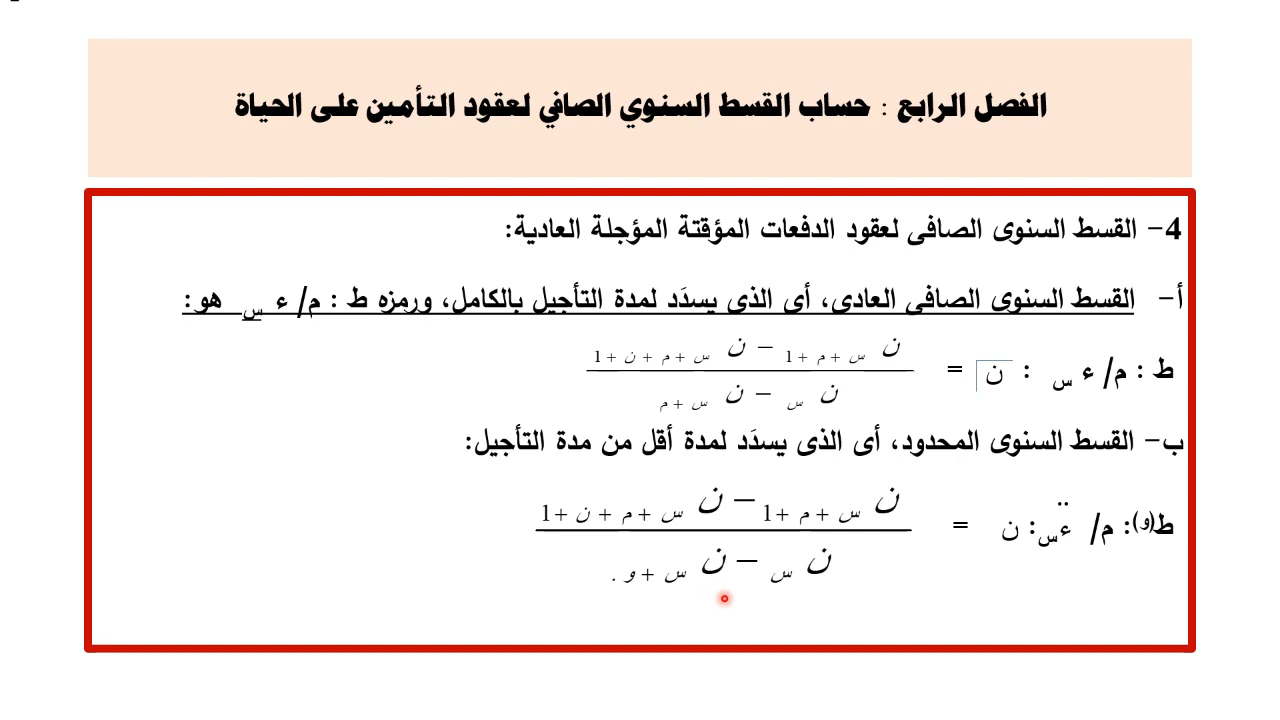 الفصل الرابع : حساب القسط السنوي الصافي لعقود التأمين على الحياة
4- القسط السنوى الصافى لعقود الدفعات المؤقتة المؤجلة العادية:
أ- القسط السنوى الصافى العادى، أى الذى يسدَد لمدة التأجيل بالكامل، ورمزه ط : م/ ء س هو:
ن س + م + 1 – ن س + م + ن + 1
ط : م/ ء س : ن =
ن س – ن س + م
ب- القسط السنوى المحدود، أى الذى يسدَد لمدة أقل من مدة التأجيل:
ن س + م + 1 – ن س + م + ن + 1
ط(و): م/ ءَ س: ن =
ن س – ن س + و .